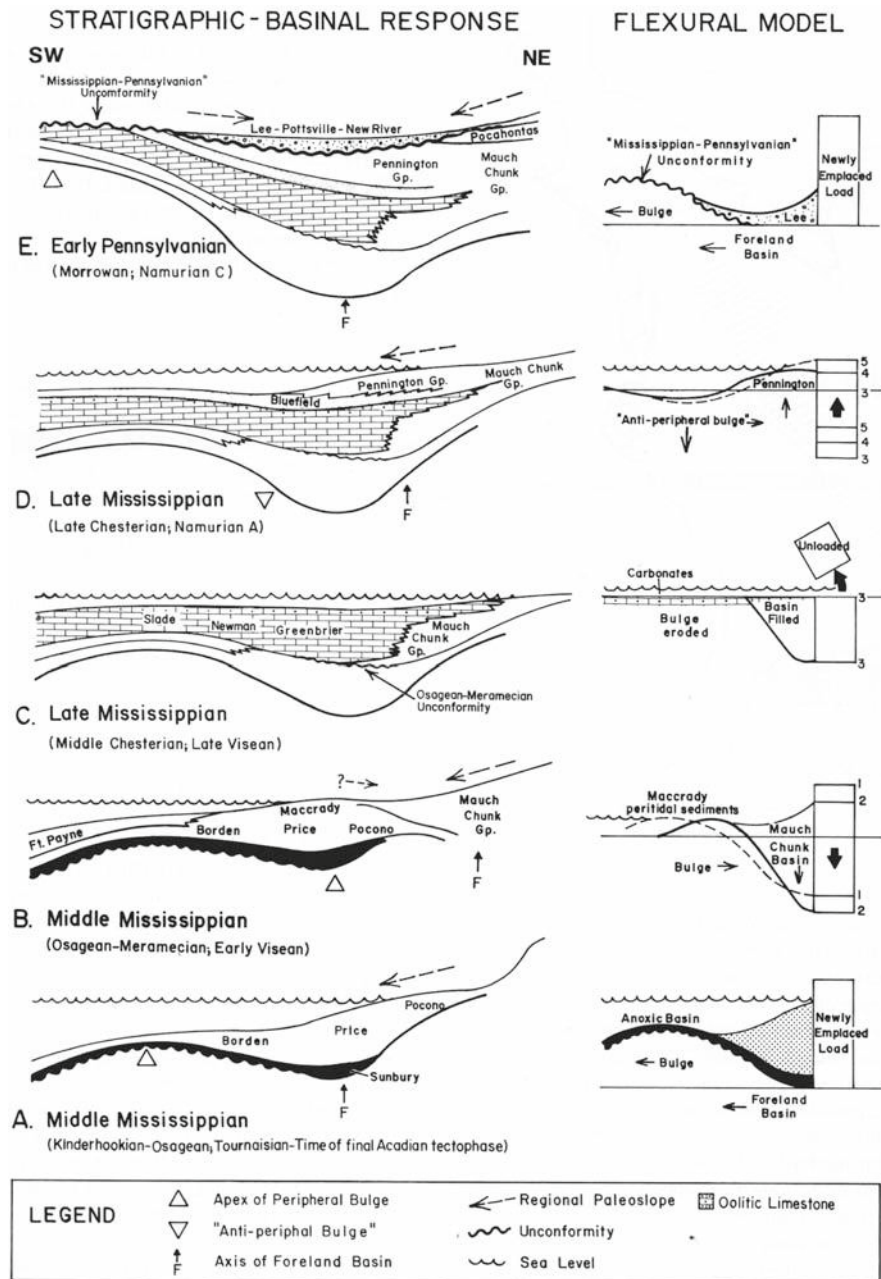 STRATIGRAPHIC-BASINAL RESPONSE
FLEXURAL MODEL
SW
NE
"Mississippian-Pennsylvanian"
Uncomformity
Lee-Pottsville-New River
Pocahontas
Pennington
Gp.
Mauch
Chunk
Gp.
F
E. Early Pennsylvanian
(Morrowan; Namurian C)
"Mississippian-Pennsylvanian"
Unconformity
Newly
Emplaced
Load
Bulge
Lee
Foreland
Basin
Bluefield
Pennington Gp.
Mauch Chunk
Gp.
F
D. Late Mississippian
(Late Chesterian; Namurian A)
5
4
3
Pennington
"Anti-peripheral bulge"
5
4
3
Slade
Newman
Greenbrier
Mauch
Chunk
Gp.
Osagean-Meramecian
Unconformity
C. Late Mississippian
(Middle Chesterian; Late Visean)
Unloaded
Carbonates
3
Bulge
eroded
Basin
Filled
3
?
Ft. Payne
Borden
Maccrady
Price
Pocono
Mauch
Chunk
Gp.
F
B. Middle Mississippian
(Osagean-Meramecian; Early Visean)
1
2
Maccrady
peritidal sediments
Mauch
Chunk
Basin
Bulge
1
2
Borden
Price
Pocono
Sunbury
F
A. Middle Mississippian
(Kinderhookian-Osagean; Tournaisian-Time of final Acadian tectophase)
Anoxic Basin
Newly
Emplaced
Load
Bulge
Foreland
Basin
LEGEND
Apex of Peripheral Bulge
"Anti-periphal Bulge"
F Axis of Foreland Basin
Regional Paleoslope
Unconformity
Sea Level
Oolitic Limestone